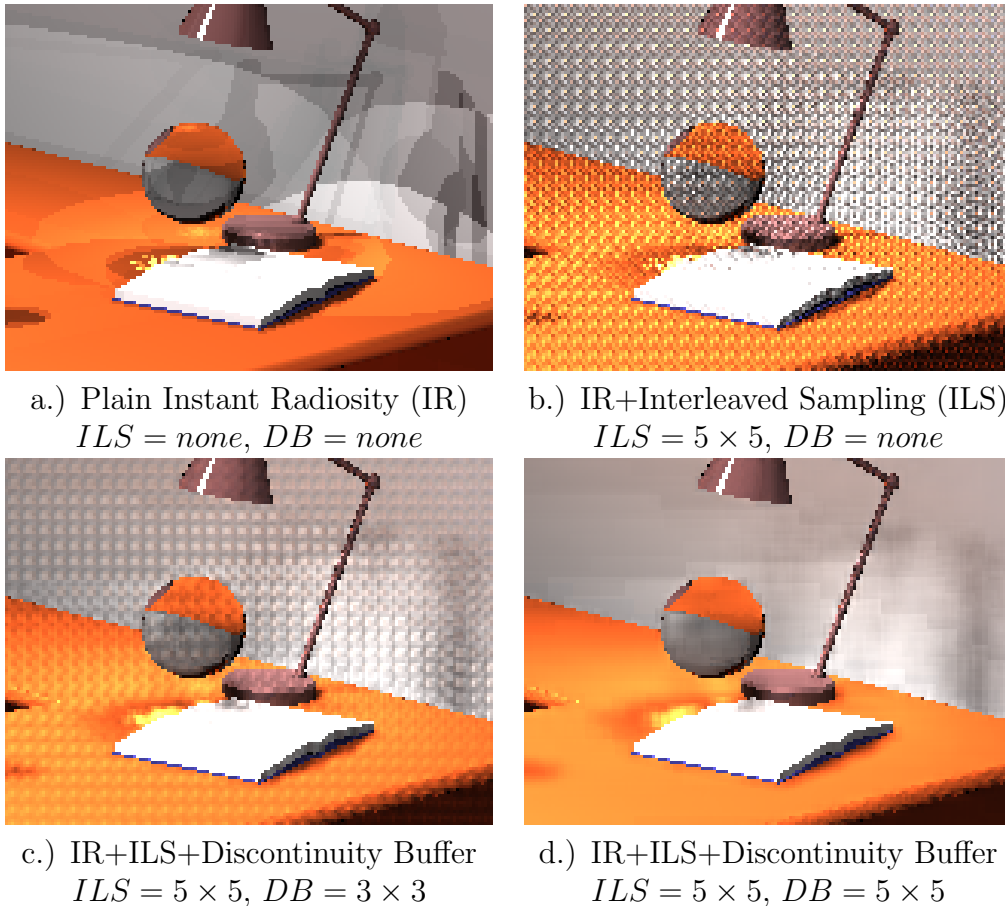 a.) Plain Instant Radiosity (IR)
ILS = none, DB = none
b.) IR+Interleaved Sampling (ILS)
ILS = 5 × 5, DB = none
c.) IR+ILS+Discontinuity Buffer
ILS = 5 × 5, DB = 3 × 3
d.) IR+ILS+Discontinuity Buffer
ILS = 5 × 5, DB = 5 × 5